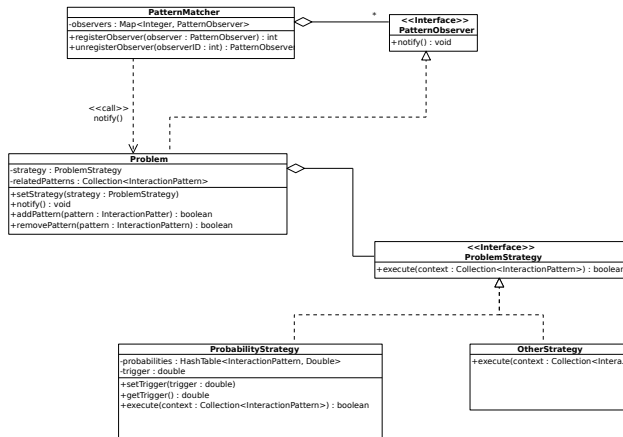 PatternMatcher
-observers : Map<Integer, PatternObserver>
+registerObserver(observer : PatternObserver) : int
+unregisterObserver(observerID : int) : PatternObserver
*
<<Interface>>
PatternObserver
+notify() : void
<<call>>
notify()
Problem
-strategy : ProblemStrategy
-relatedPatterns : Collection<InteractionPattern>
+setStrategy(strategy : ProblemStrategy)
+notify() : void
+addPattern(pattern : InteractionPatter) : boolean
+removePattern(pattern : InteractionPattern) : boolean
<<Interface>>
ProblemStrategy
+execute(context : Collection<InteractionPattern>) : boolean
ProbabilityStrategy
-probabilities : HashTable<InteractionPattern, Double>
-trigger : double
+setTrigger(trigger : double)
+getTrigger() : double
+execute(context : Collection<InteractionPattern>) : boolean
OtherStrategy
+execute(context : Collection<Intera...